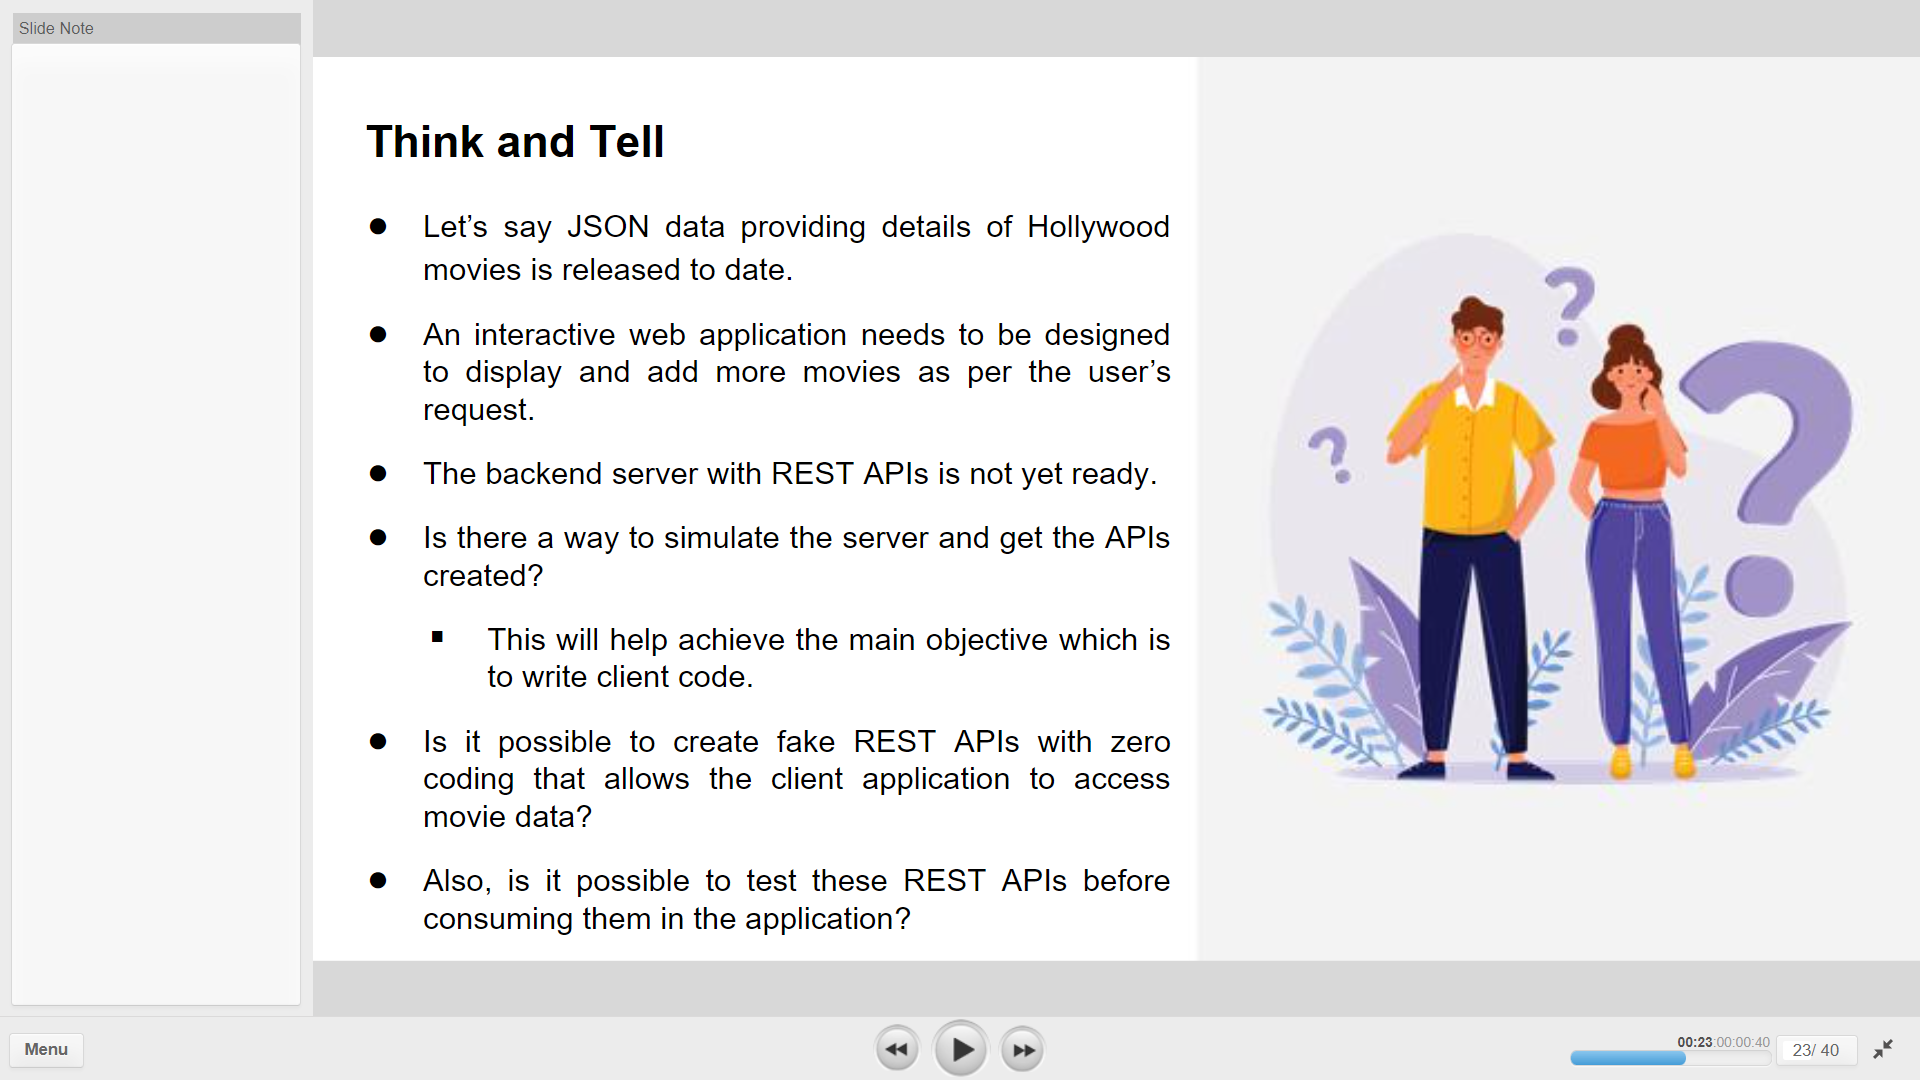 Slide Note
Think and Tell
● Let’s say JSON data providing details of Hollywood
movies is released to date.
● An interactive web application needs to be designed
to display and add more movies as per the user’s
request.
● The backend server with REST APIs is not yet ready.
● Is there a way to simulate the server and get the APIs
created?
▪ This will help achieve the main objective which is
to write client code.
● Is it possible to create fake REST APIs with zero
coding that allows the client application to access
movie data?
● Also, is it possible to test these REST APIs before
consuming them in the application?
? ? ?
Menu
00:23:00:00:40
23/ 40